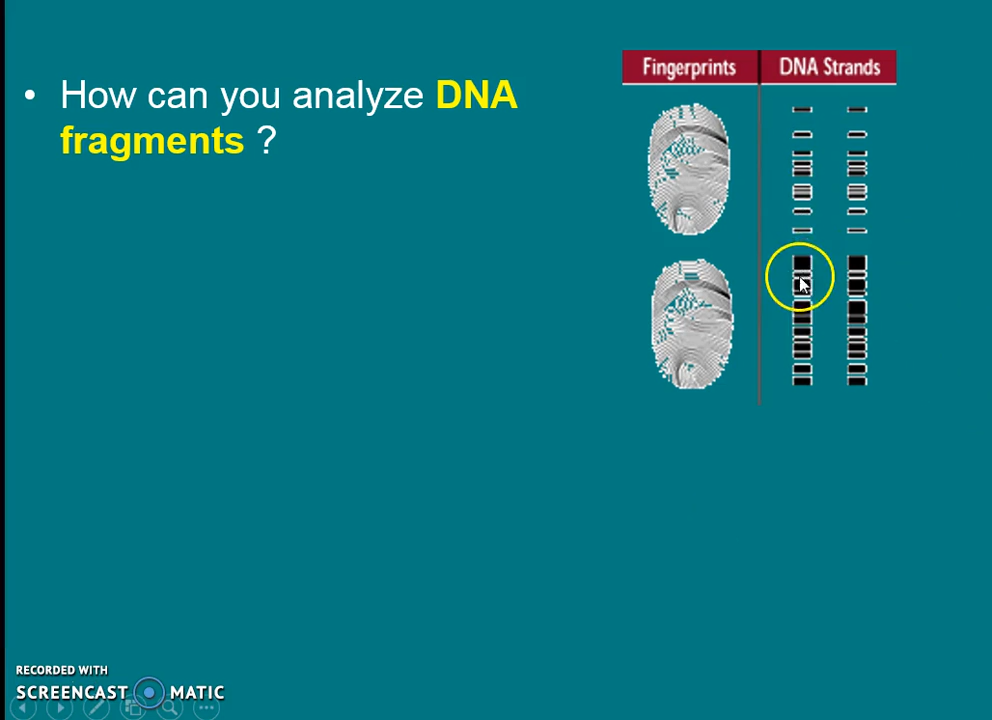 • How can you analyze DNA
fragments ?
Fingerprints DNA Strands
RECORDED WITH
SCREENCAST MATIC